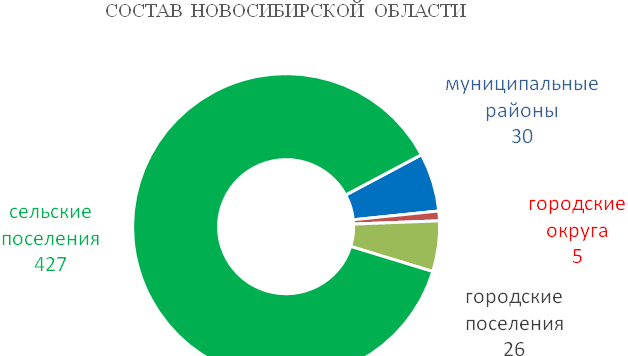 СОСТАВ НОВОСИБИРСКОЙ ОБЛАСТИ
муниципальные
районы
30
городские
округа
5
сельские
поселения
427
городские
поселения
26